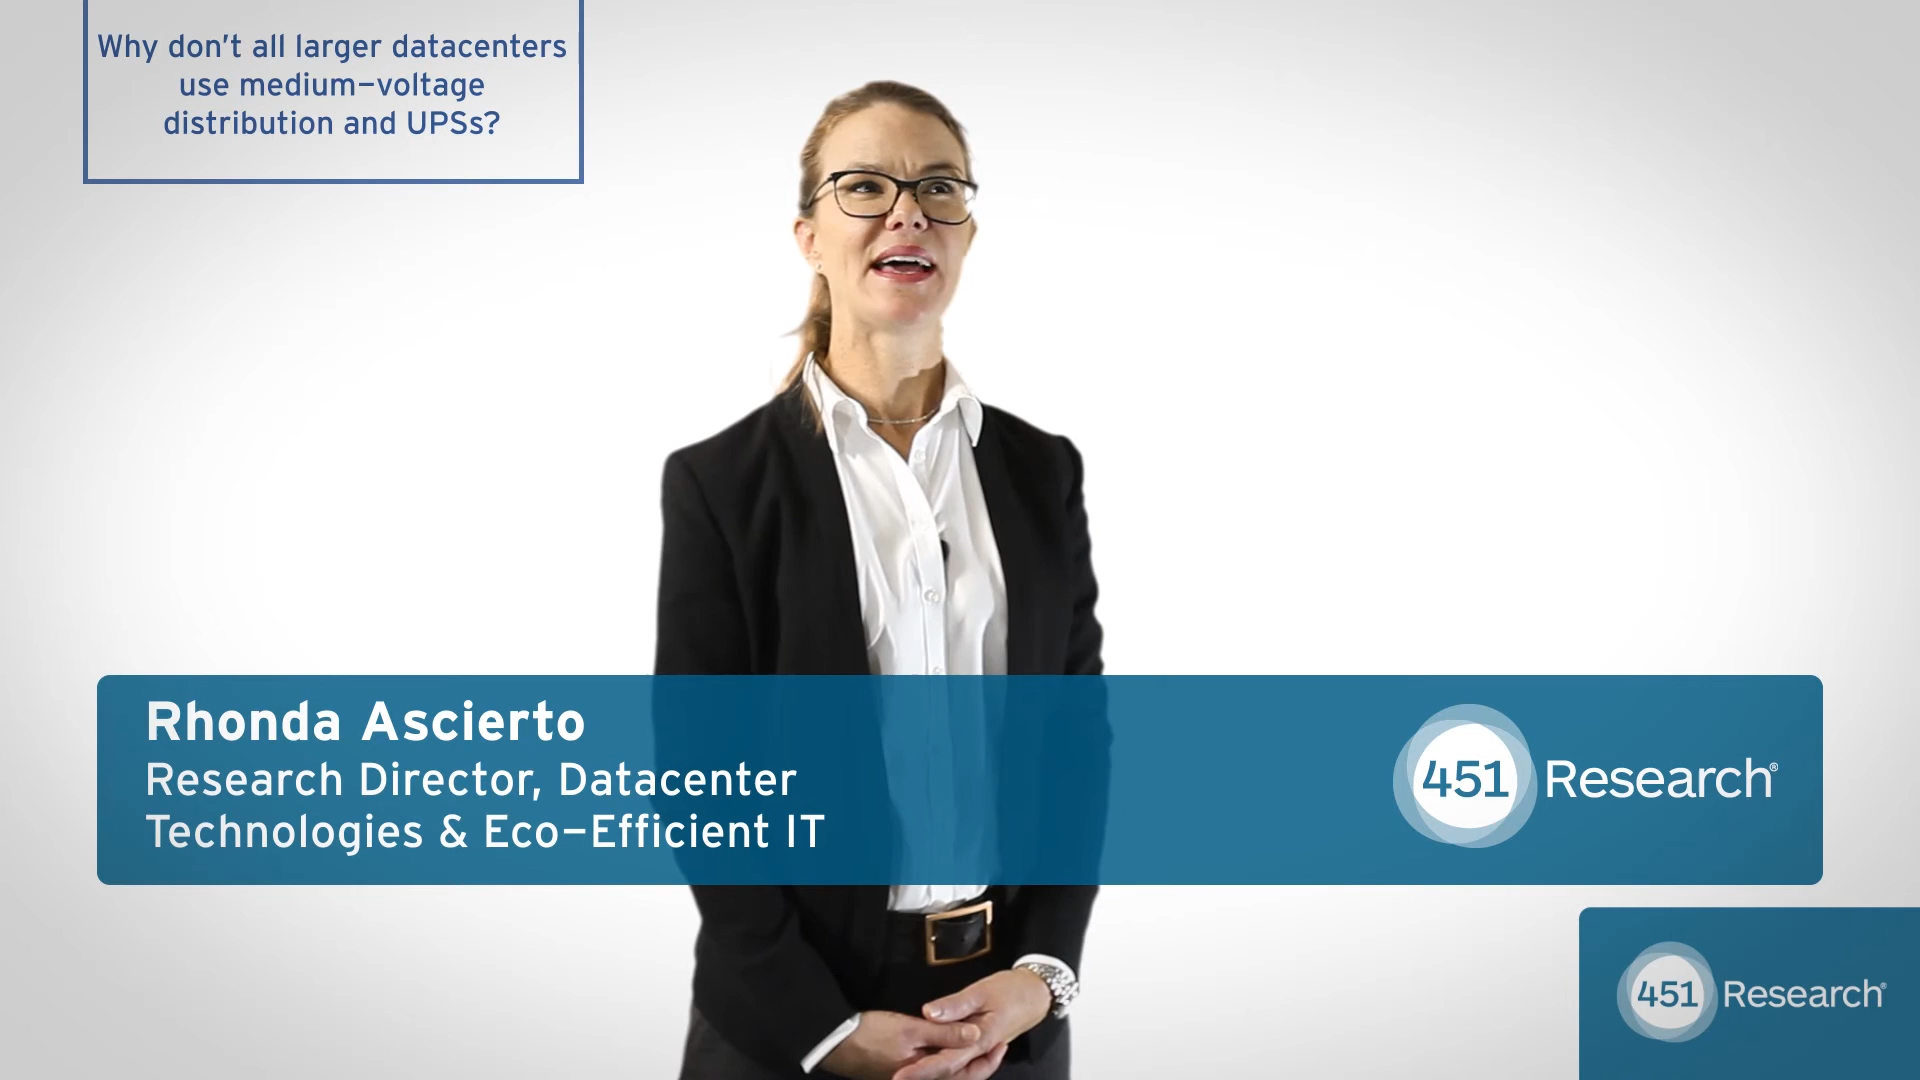 Why don't all larger datacenters
use medium–voltage
distribution and UPSs?
Rhonda Ascierto
Research Director, Datacenter
Technologies & Eco–Efficient IT
451 Research®
451 Research®